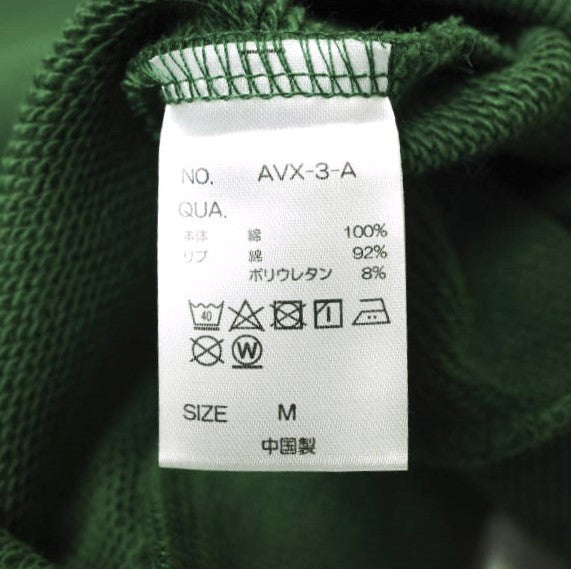 NO. AVX-3-A
QUA.
本体 綿 100%
リブ 綿 92%
ポリウレタン 8%
40
W
SIZE M
中国製